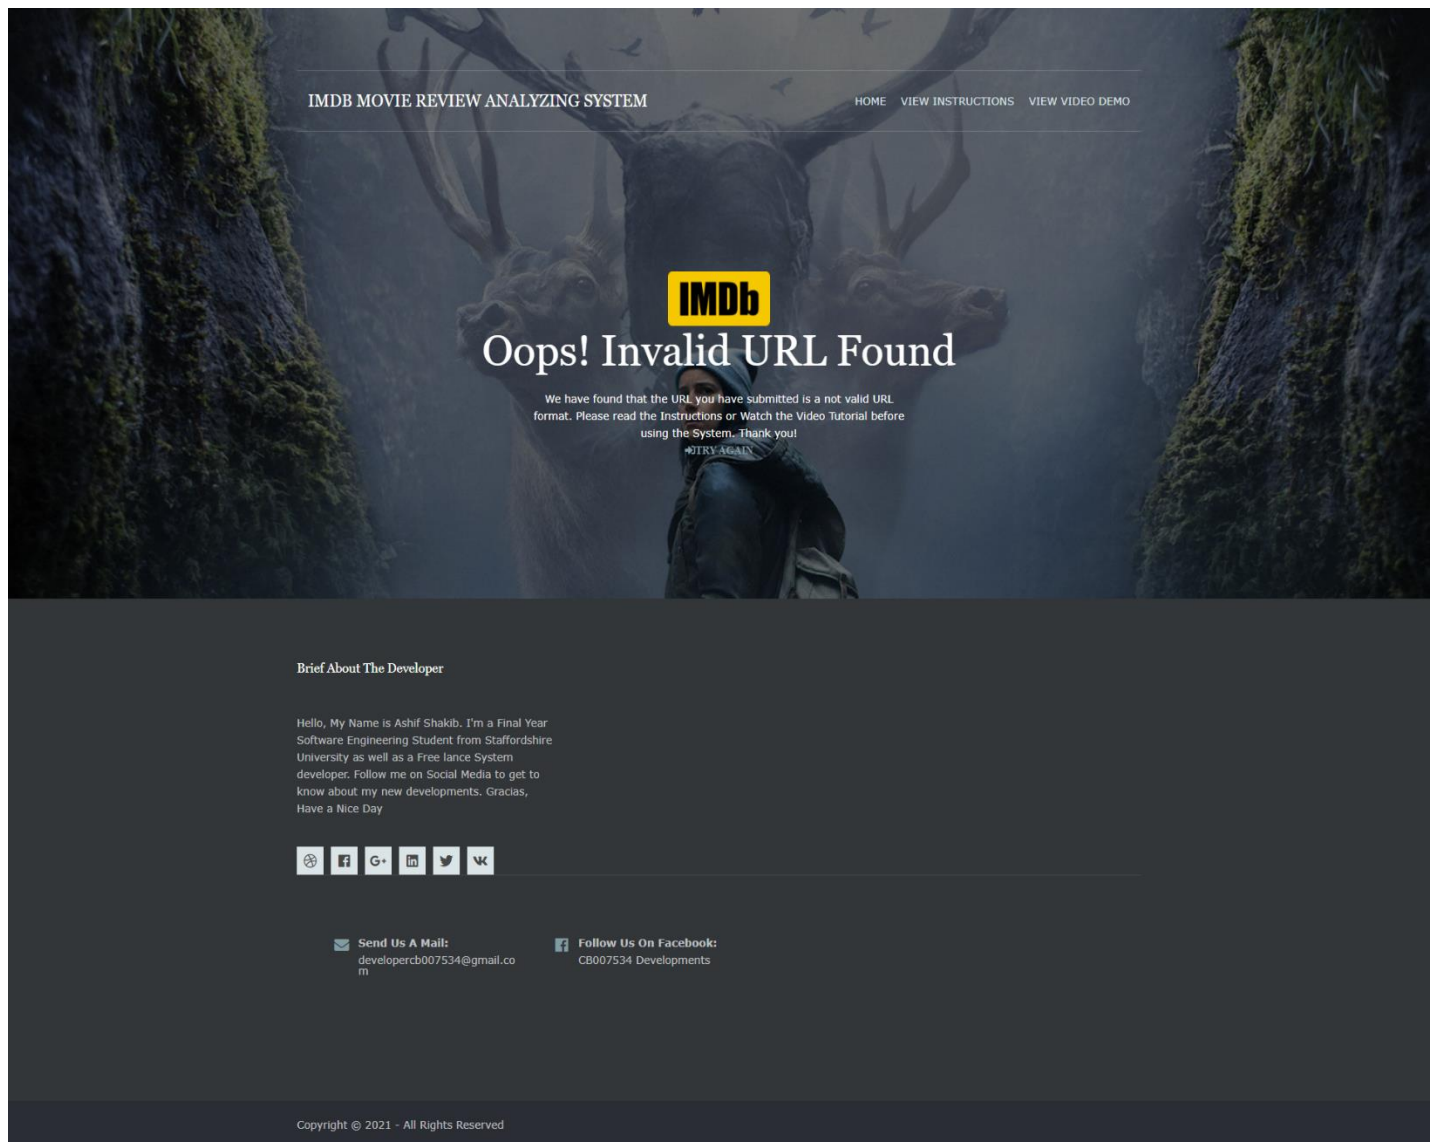 IMDB MOVIE REVIEW ANALYZING SYSTEM
HOME VIEW INSTRUCTIONS VIEW VIDEO DEMO
IMDb
Oops! Invalid URL Found
We have found that the URL you have submitted is a not valid URL
format. Please read the Instructions or Watch the Video Tutorial before
using the System. Thank you!
TRY AGAIN
Brief About The Developer
Hello, My Name is Ashif Shakib. I'm a Final Year
Software Engineering Student from Staffordshire
University as well as a Free lance System
developer. Follow me on Social Media to get to
know about my new developments. Gracias,
Have a Nice Day
Send Us A Mail:
developercb007534@gmail.co
m
Follow Us On Facebook:
CB007534 Developments
Copyright © 2021 - All Rights Reserved